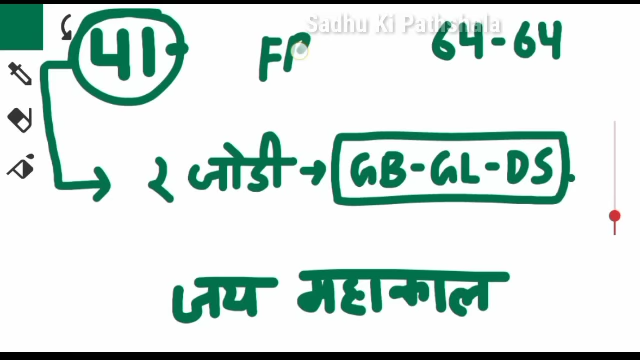 Sadhu Ki Pathshala
41 FP 64-64
२ जोडी → GB-GL-DS
जय महाकाल